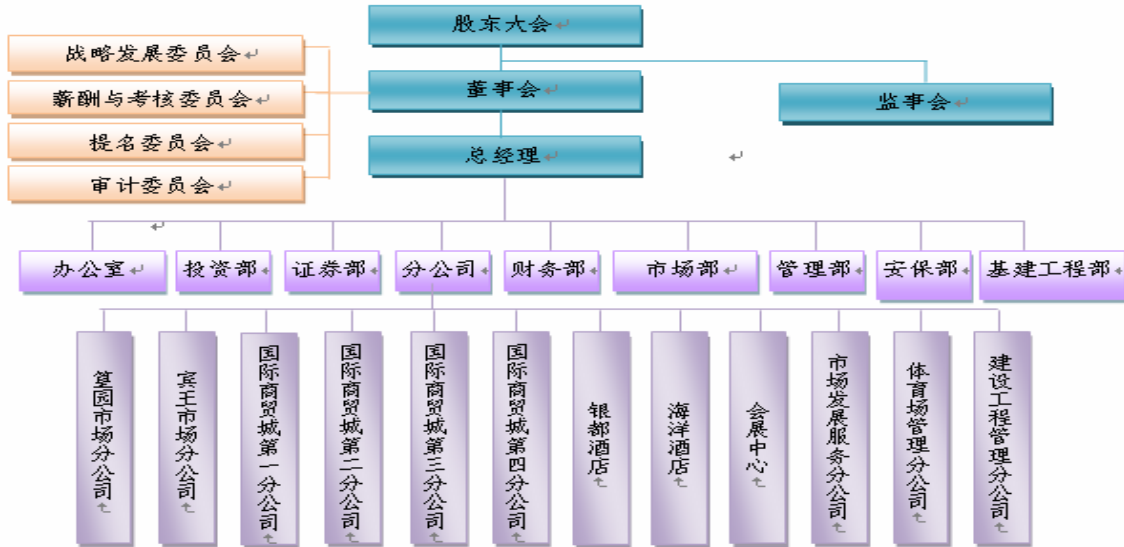 股东大会
战略发展委员会
薪酬与考核委员会
提名委员会
审计委员会
董事会
监事会
总经理
办公室
投资部
证券部
分公司
财务部
市场部
管理部
安保部
基建工程部
篁园市场分公司
宾王市场分公司
国际商贸城第一分公司
国际商贸城第二分公司
国际商贸城第三分公司
国际商贸城第四分公司
银都酒店
海洋酒店
会展中心
市场发展服务分公司
体育场管理分公司
建设工程管理分公司